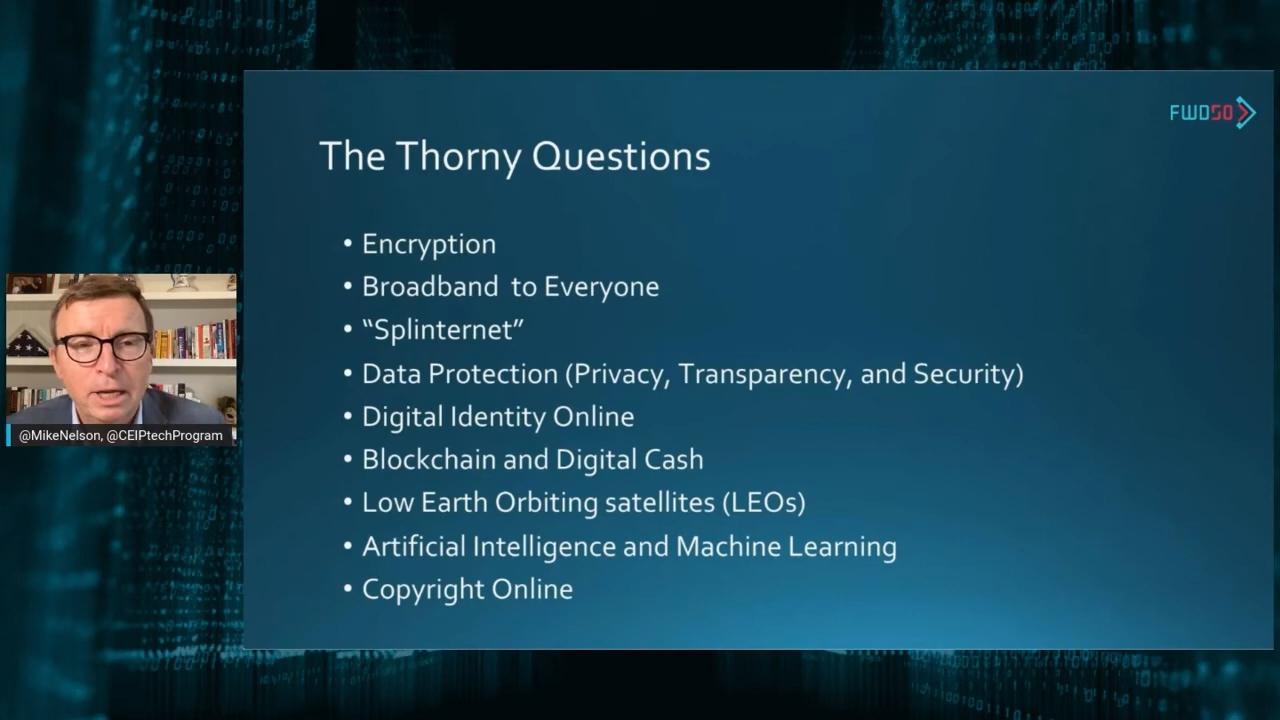 FWD50
The Thorny Questions
• Encryption
• Broadband to Everyone
• “Splinternet”
• Data Protection (Privacy, Transparency, and Security)
• Digital Identity Online
• Blockchain and Digital Cash
• Low Earth Orbiting satellites (LEOs)
• Artificial Intelligence and Machine Learning
• Copyright Online
@MikeNelson, @CEIPtechProgram